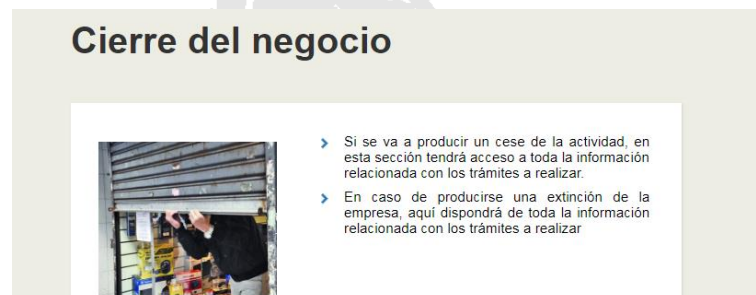 Cierre del negocio
Si se va a producir un cese de la actividad, en
esta sección tendrá acceso a toda la información
relacionada con los trámites a realizar.
En caso de producirse una extinción de la
empresa, aquí dispondrá de toda la información
relacionada con los trámites a realizar